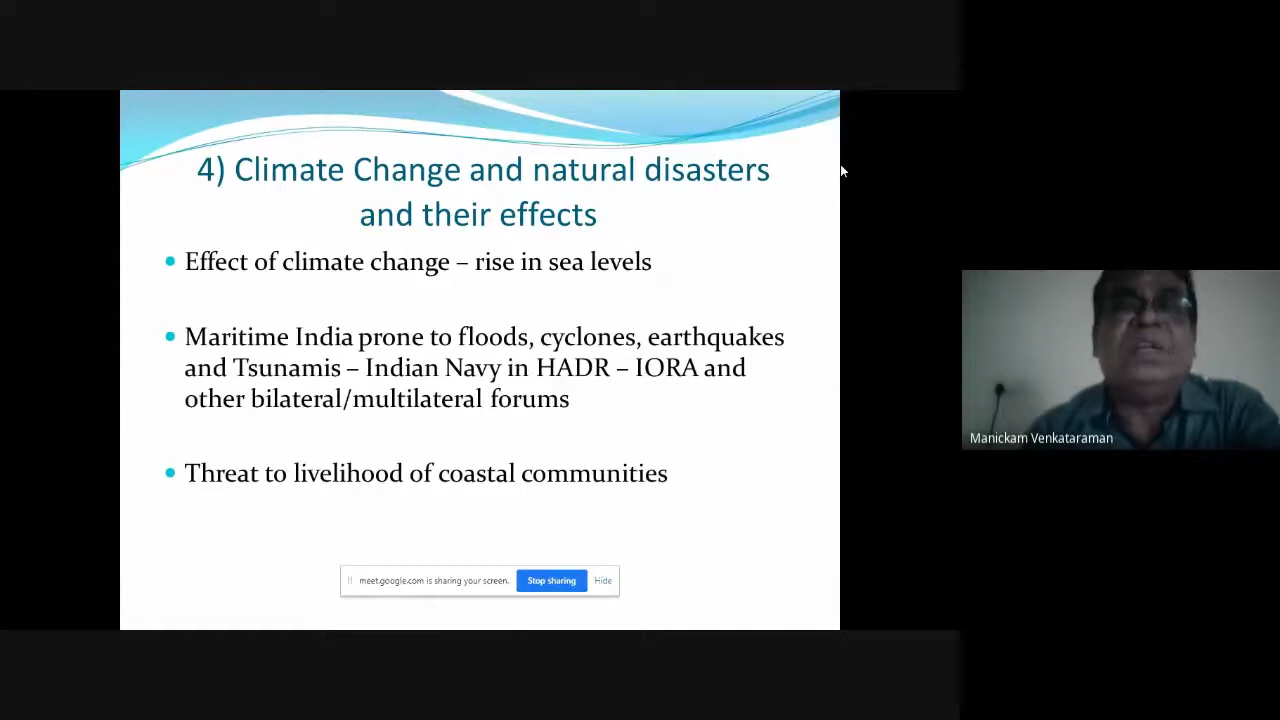 4) Climate Change and natural disasters
and their effects
• Effect of climate change – rise in sea levels
• Maritime India prone to floods, cyclones, earthquakes
and Tsunamis – Indian Navy in HADR – IORA and
other bilateral/multilateral forums
• Threat to livelihood of coastal communities
meet.google.com is sharing your screen. Stop sharing Hide
Manickam Venkataraman